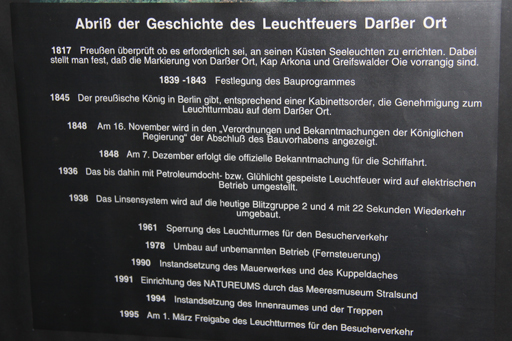 Abriß der Geschichte des Leuchtfeuers Darßer Ort
1817 Preußen überprüft ob es erforderlich sei, an seinen Küsten Seeleuchten zu errichten. Dabei
stellt man fest, daß die Markierung von Darßer Ort, Kap Arkona und Greifswalder Oie vorrangig sind.
1839 -1843 Festlegung des Bauprogrammes
1845 Der preußische König in Berlin gibt, entsprechend einer Kabinettsorder, die Genehmigung zum
Leuchtturmbau auf dem Darßer Ort.
1848 Am 16. November wird in den „Verordnungen und Bekanntmachungen der Königlichen
Regierung" der Abschluß des Bauvorhabens angezeigt.
1848 Am 7. Dezember erfolgt die offizielle Bekanntmachung für die Schiffahrt.
1936 Das bis dahin mit Petroleumdocht- bzw. Glühlicht gespeiste Leuchtfeuer wird auf elektrischen
Betrieb umgestellt.
1938 Das Linsensystem wird auf die heutige Blitzgruppe 2 und 4 mit 22 Sekunden Wiederkehr
umgebaut.
1961 Sperrung des Leuchtturmes für den Besucherverkehr
1978 Umbau auf unbemannten Betrieb (Fernsteuerung)
1990 Instandsetzung des Mauerwerkes und des Kuppeldaches
1991 Einrichtung des NATUREUMS durch das Meeresmuseum Stralsund
1994 Instandsetzung des Innenraumes und der Treppen
1995 Am 1. März Freigabe des Leuchtturmes für den Besucherverkehr